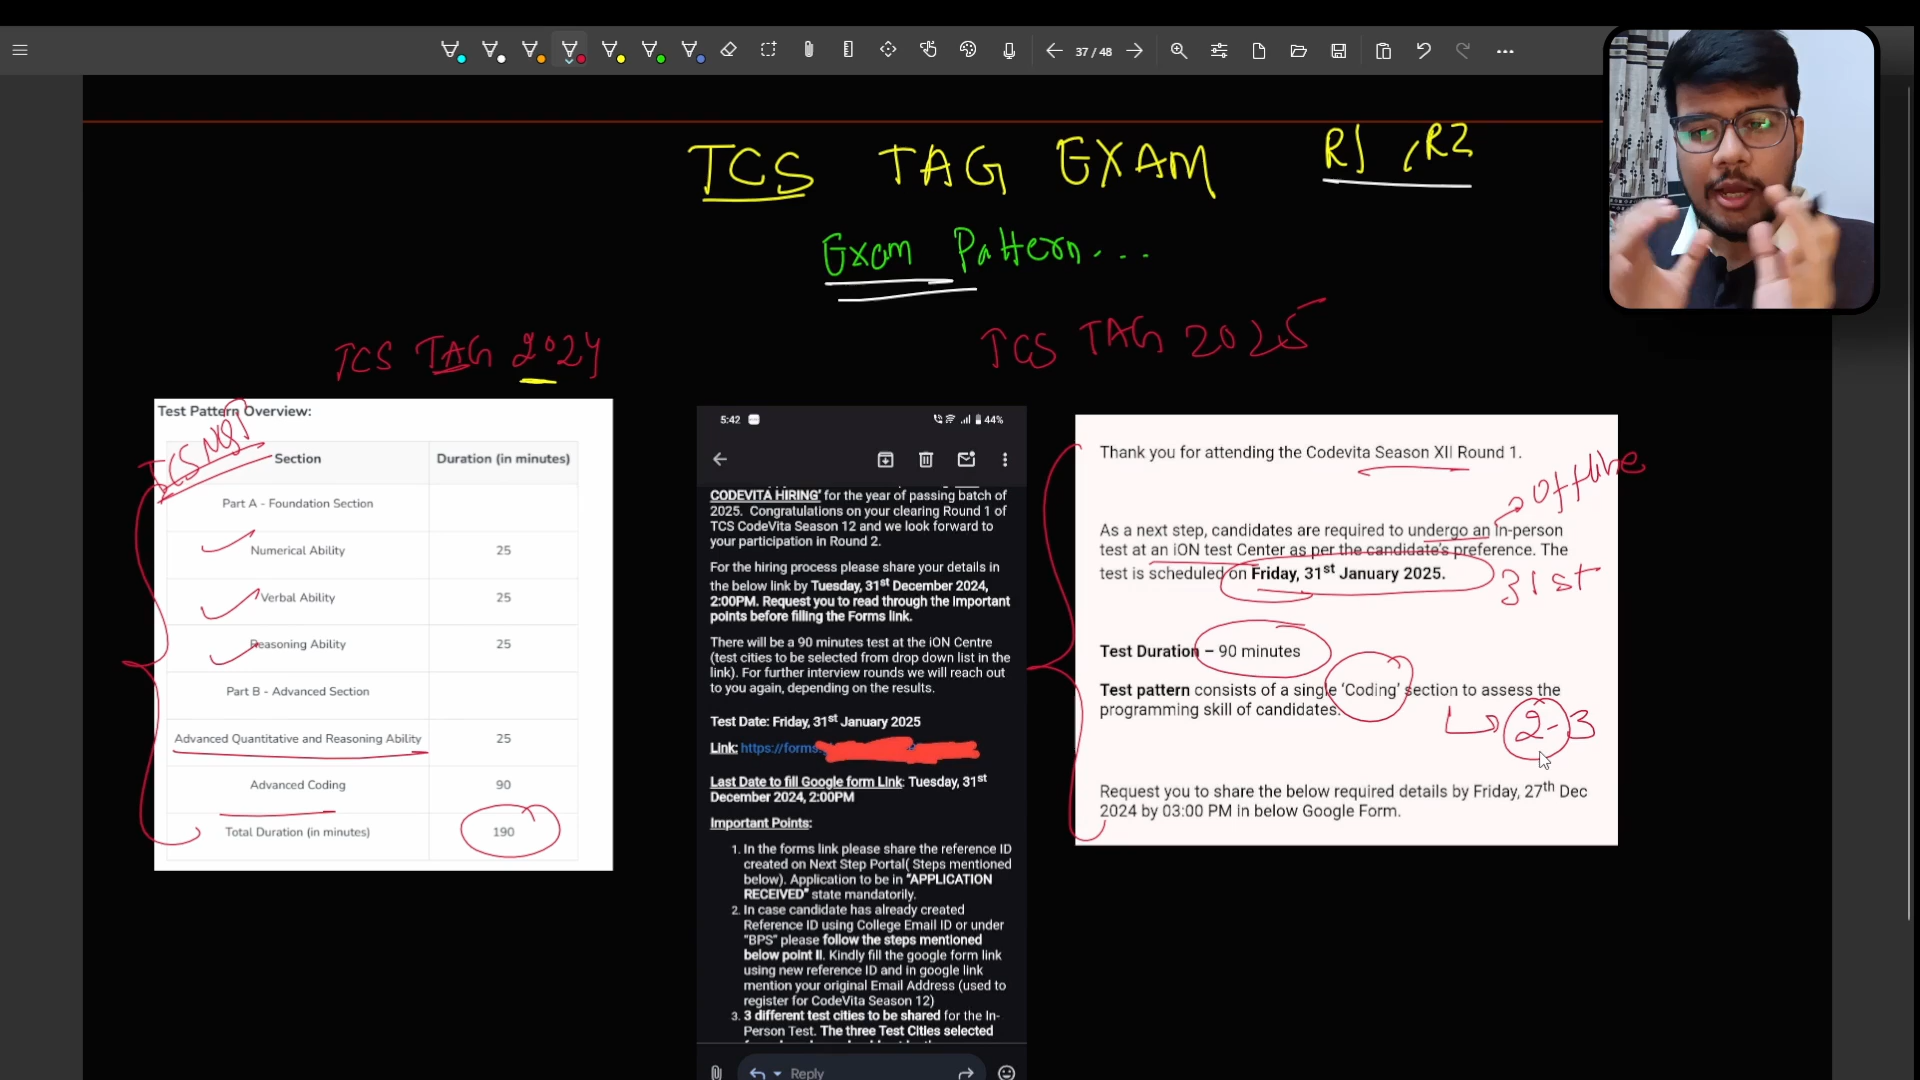 37 / 48
TCS TAG EXAM R1, R2
Exam Pattern...
TCS TAG 2024
TCS TAG 2025
Test Pattern Overview:
TCS NQT
Section Duration (in minutes)
Part A - Foundation Section
Numerical Ability 25
Verbal Ability 25
Reasoning Ability 25
Part B - Advanced Section
Advanced Quantitative and Reasoning Ability 25
Advanced Coding 90
Total Duration (in minutes) 190
5:42 44%
CODEVITA HIRING' for the year of passing batch of
2025. Congratulations on your clearing Round 1 of
TCS CodeVita Season 12 and we look forward to
your participation in Round 2.
For the hiring process please share your details in
the below link by Tuesday, 31st December 2024,
2:00PM. Request you to read through the Important
points before filling the Forms link.
There will be a 90 minutes test at the iON Centre
(test cities to be selected from drop down list in the
link). For further interview rounds we will reach out
to you again, depending on the results.
Test Date: Friday, 31st January 2025
Link: https://forms.
Last Date to fill Google form Link: Tuesday, 31st
December 2024, 2:00PM
Important Points:
1. In the forms link please share the reference ID
created on Next Step Portal( Steps mentioned
below). Application to be in "APPLICATION
RECEIVED" state mandatorily.
2. In case candidate has already created
Reference ID using College Email ID or under
"BPS" please follow the steps mentioned
below point II. Kindly fill the google form link
using new reference ID and in google link
mention your original Email Address (used to
register for CodeVita Season 12)
3. 3 different test cities to be shared for the In-
Person Test. The three Test Cities selected
Reply
Thank you for attending the Codevita Season XII Round 1.
Offline
As a next step, candidates are required to undergo an in-person
test at an iON test Center as per the candidate's preference. The
test is scheduled on Friday, 31st January 2025.
31st
Test Duration – 90 minutes
Test pattern consists of a single 'Coding' section to assess the
programming skill of candidates.
2-3
Request you to share the below required details by Friday, 27th Dec
2024 by 03:00 PM in below Google Form.